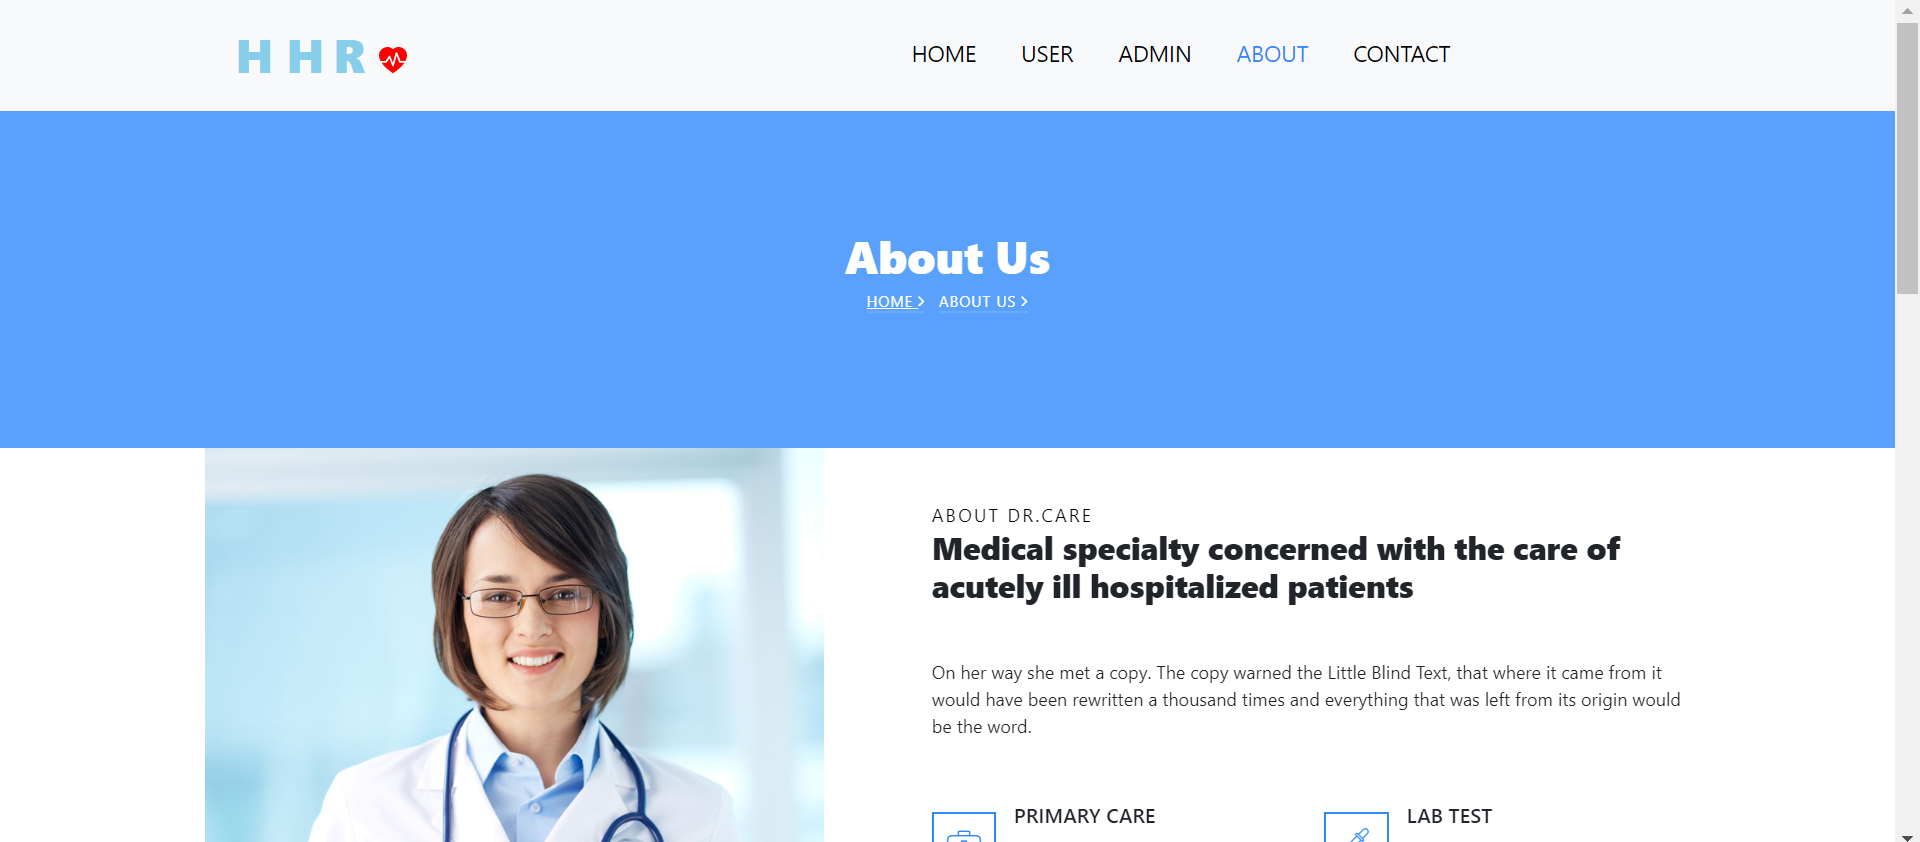 H H R
HOME USER ADMIN ABOUT CONTACT
About Us
HOME > ABOUT US >
ABOUT DR.CARE
Medical specialty concerned with the care of
acutely ill hospitalized patients
On her way she met a copy. The copy warned the Little Blind Text, that where it came from it
would have been rewritten a thousand times and everything that was left from its origin would
be the word.
PRIMARY CARE
LAB TEST